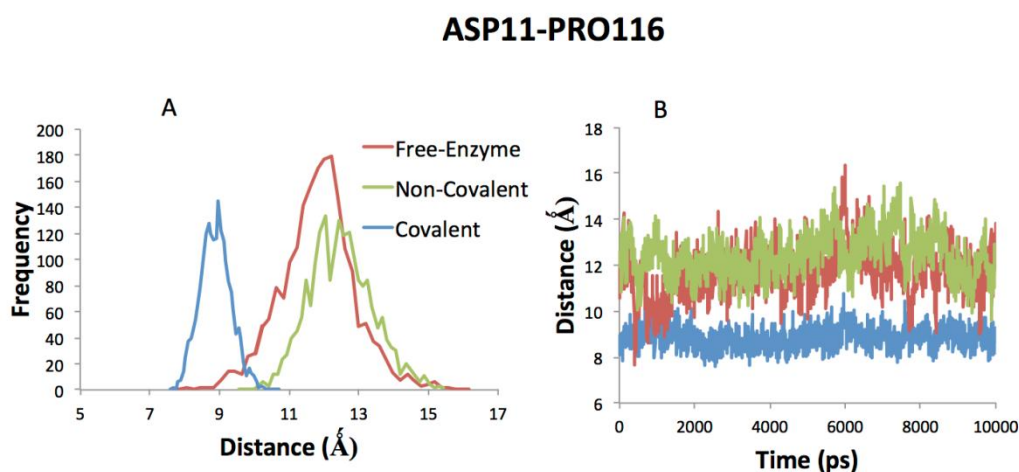 ASP11-PRO116
A
200
180
160
140
120
100
80
60
40
20
0
Frequency
5 7 9 11 13 15 17
Distance (Å)
Free-Enzyme
Non-Covalent
Covalent
B
18
16
14
12
10
8
6
Distance (Å)
0 2000 4000 6000 8000 10000
Time (ps)